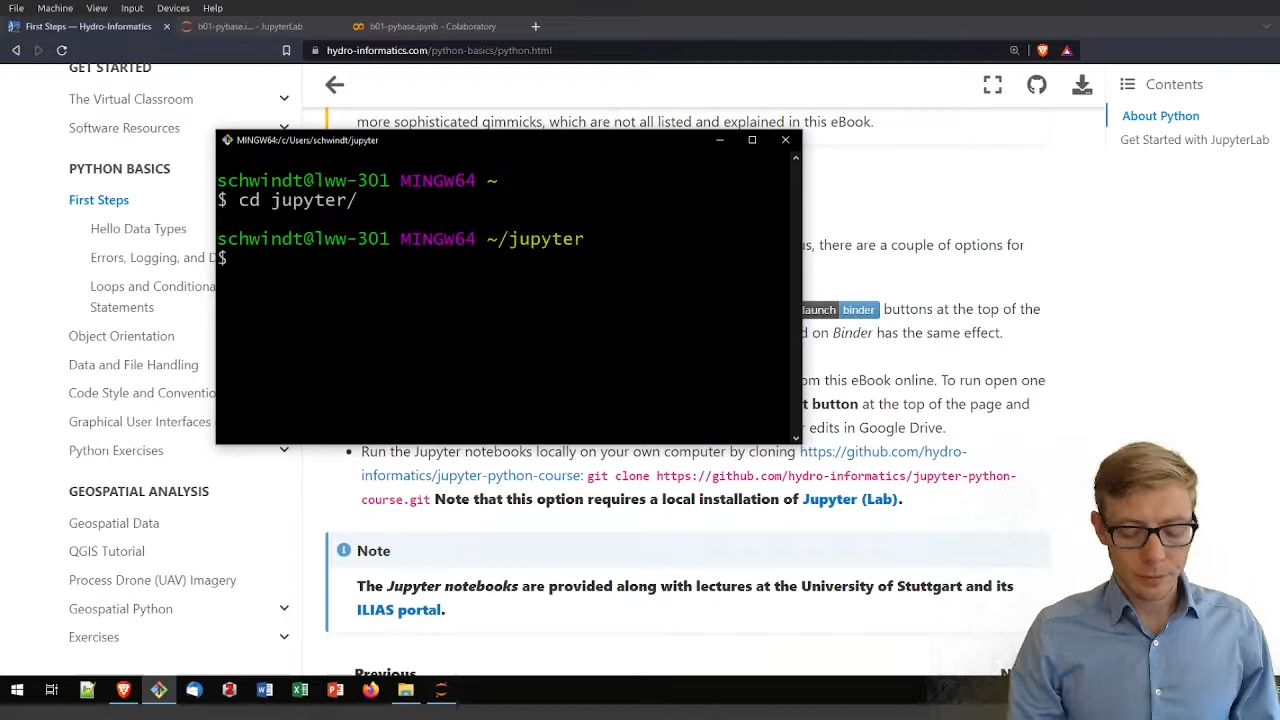 File Machine View Input Devices Help
First Steps — Hydro-Informatics
b01-pybase.i... - JupyterLab
b01-pybase.ipynb - Colaboratory
hydro-informatics.com/python-basics/python.html
GET STARTED
The Virtual Classroom
Software Resources
PYTHON BASICS
First Steps
Hello Data Types
Errors, Logging, and D
Loops and Conditiona
Statements
Object Orientation
Data and File Handling
Code Style and Conventio
Graphical User Interfaces
Python Exercises
GEOSPATIAL ANALYSIS
Geospatial Data
QGIS Tutorial
Process Drone (UAV) Imagery
Geospatial Python
Exercises
more sophisticated gimmicks, which are not all listed and explained in this eBook.
MINGW64:/c/Users/schwindt/jupyter
schwindt@lww-301 MINGW64 ~
$ cd jupyter/
schwindt@lww-301 MINGW64 ~/jupyter
$
us, there are a couple of options for
launch binder buttons at the top of the
d on Binder has the same effect.
om this eBook online. To run open one
t button at the top of the page and
r edits in Google Drive.
Run the Jupyter notebooks locally on your own computer by cloning https://github.com/hydro-
informatics/jupyter-python-course: git clone https://github.com/hydro-informatics/jupyter-python-
course.git Note that this option requires a local installation of Jupyter (Lab).
Note
The Jupyter notebooks are provided along with lectures at the University of Stuttgart and its
ILIAS portal.
Previous
N
Contents
About Python
Get Started with JupyterLab